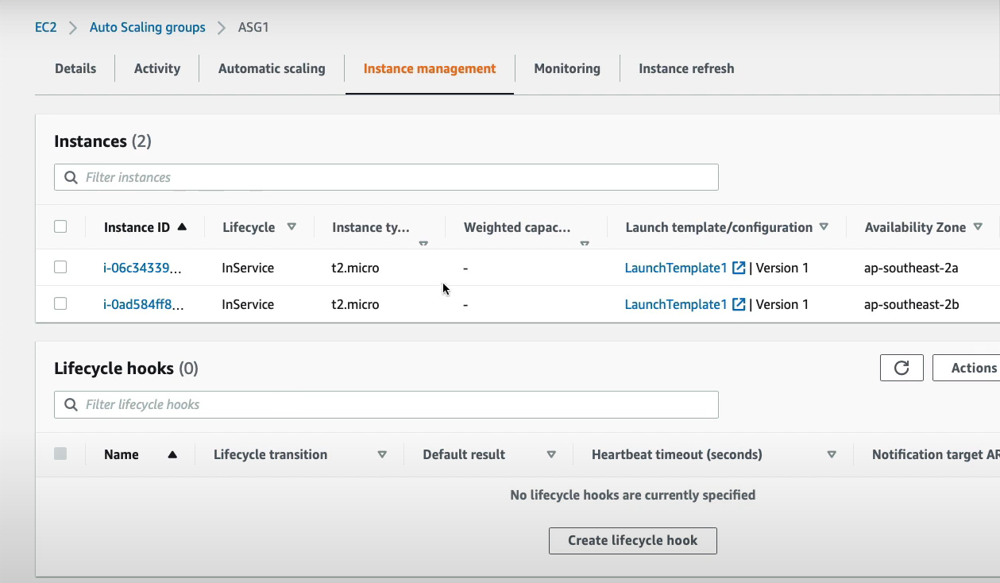 EC2 > Auto Scaling groups > ASG1
Details Activity Automatic scaling Instance management Monitoring Instance refresh
Instances (2)
Filter instances
Instance ID Lifecycle Instance ty... Weighted capac... Launch template/configuration Availability Zone
i-06c34339... InService t2.micro - LaunchTemplate1 | Version 1 ap-southeast-2a
i-0ad584ff8... InService t2.micro - LaunchTemplate1 | Version 1 ap-southeast-2b
Lifecycle hooks (0)
Actions
Filter lifecycle hooks
Name Lifecycle transition Default result Heartbeat timeout (seconds) Notification target AR
No lifecycle hooks are currently specified
Create lifecycle hook